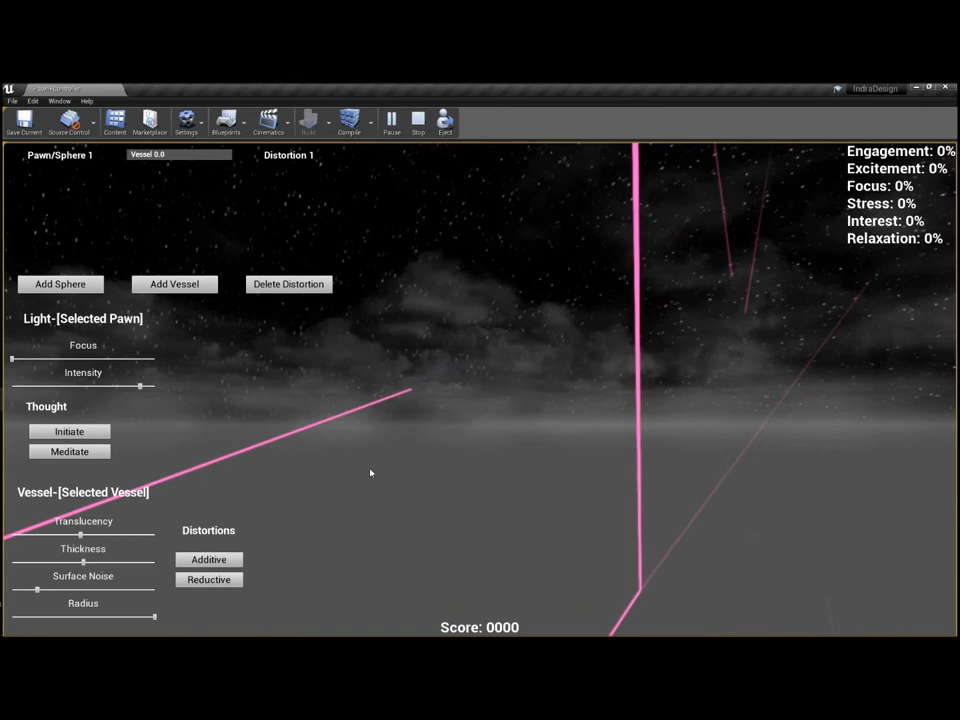 IndraDesign
File Edit Window Help
Save Current Source Control Content Marketplace Settings Blueprints Cinematics Build Compile Pause Stop Eject
Pawn/Sphere 1 Vessel 0.0 Distortion 1
Engagement: 0%
Excitement: 0%
Focus: 0%
Stress: 0%
Interest: 0%
Relaxation: 0%
Add Sphere Add Vessel Delete Distortion
Light-[Selected Pawn]
Focus
Intensity
Thought
Initiate
Meditate
Vessel-[Selected Vessel]
Translucency
Distortions
Thickness
Additive
Surface Noise
Reductive
Radius
Score: 0000